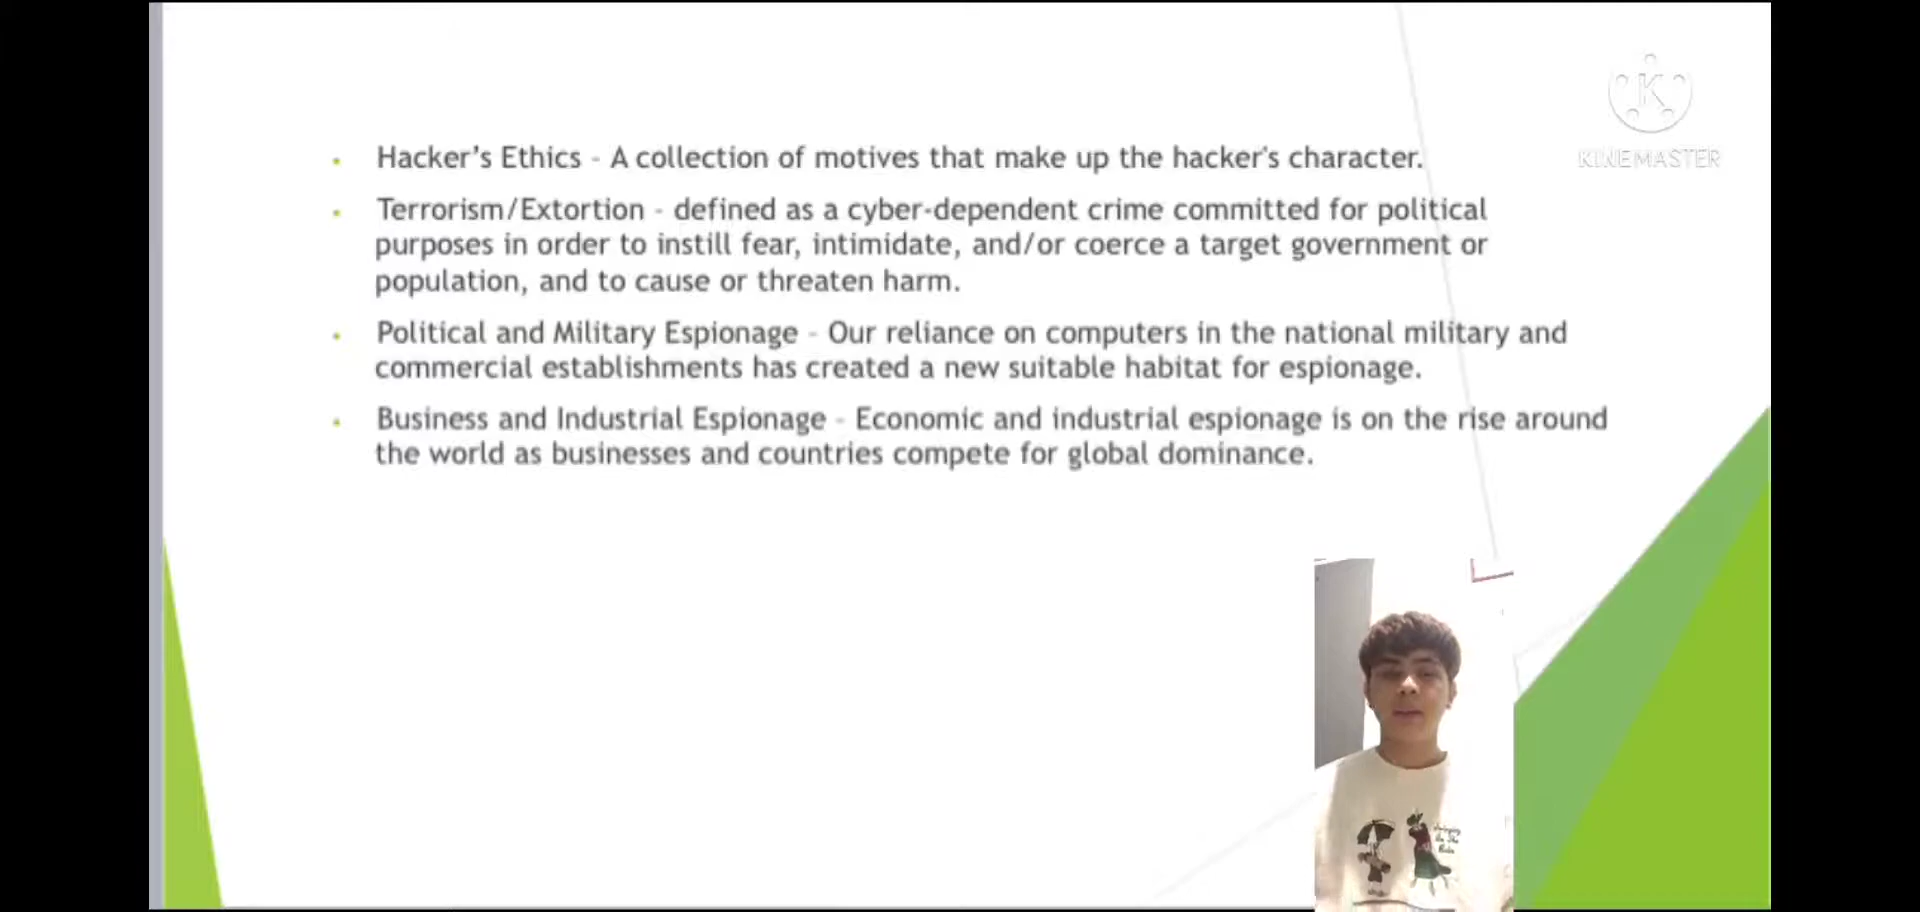 K
KINEMASTER
• Hacker's Ethics - A collection of motives that make up the hacker's character.
• Terrorism/Extortion - defined as a cyber-dependent crime committed for political
purposes in order to instill fear, intimidate, and/or coerce a target government or
population, and to cause or threaten harm.
• Political and Military Espionage - Our reliance on computers in the national military and
commercial establishments has created a new suitable habitat for espionage.
• Business and Industrial Espionage - Economic and industrial espionage is on the rise around
the world as businesses and countries compete for global dominance.